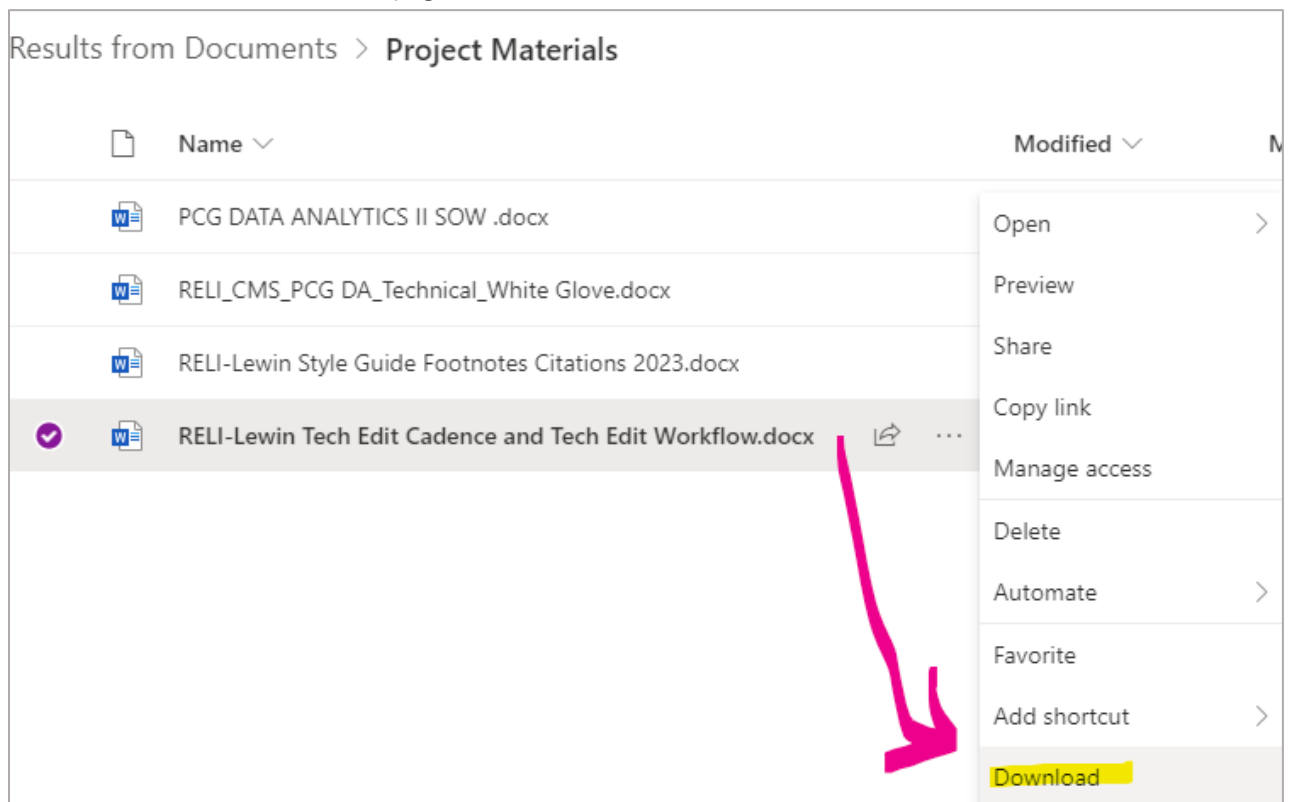 Results from Documents > Project Materials
Name Modified M
PCG DATA ANALYTICS II SOW .docx
RELI_CMS_PCG DA_Technical_White Glove.docx
RELI-Lewin Style Guide Footnotes Citations 2023.docx
RELI-Lewin Tech Edit Cadence and Tech Edit Workflow.docx
Open
Preview
Share
Copy link
Manage access
Delete
Automate
Favorite
Add shortcut
Download